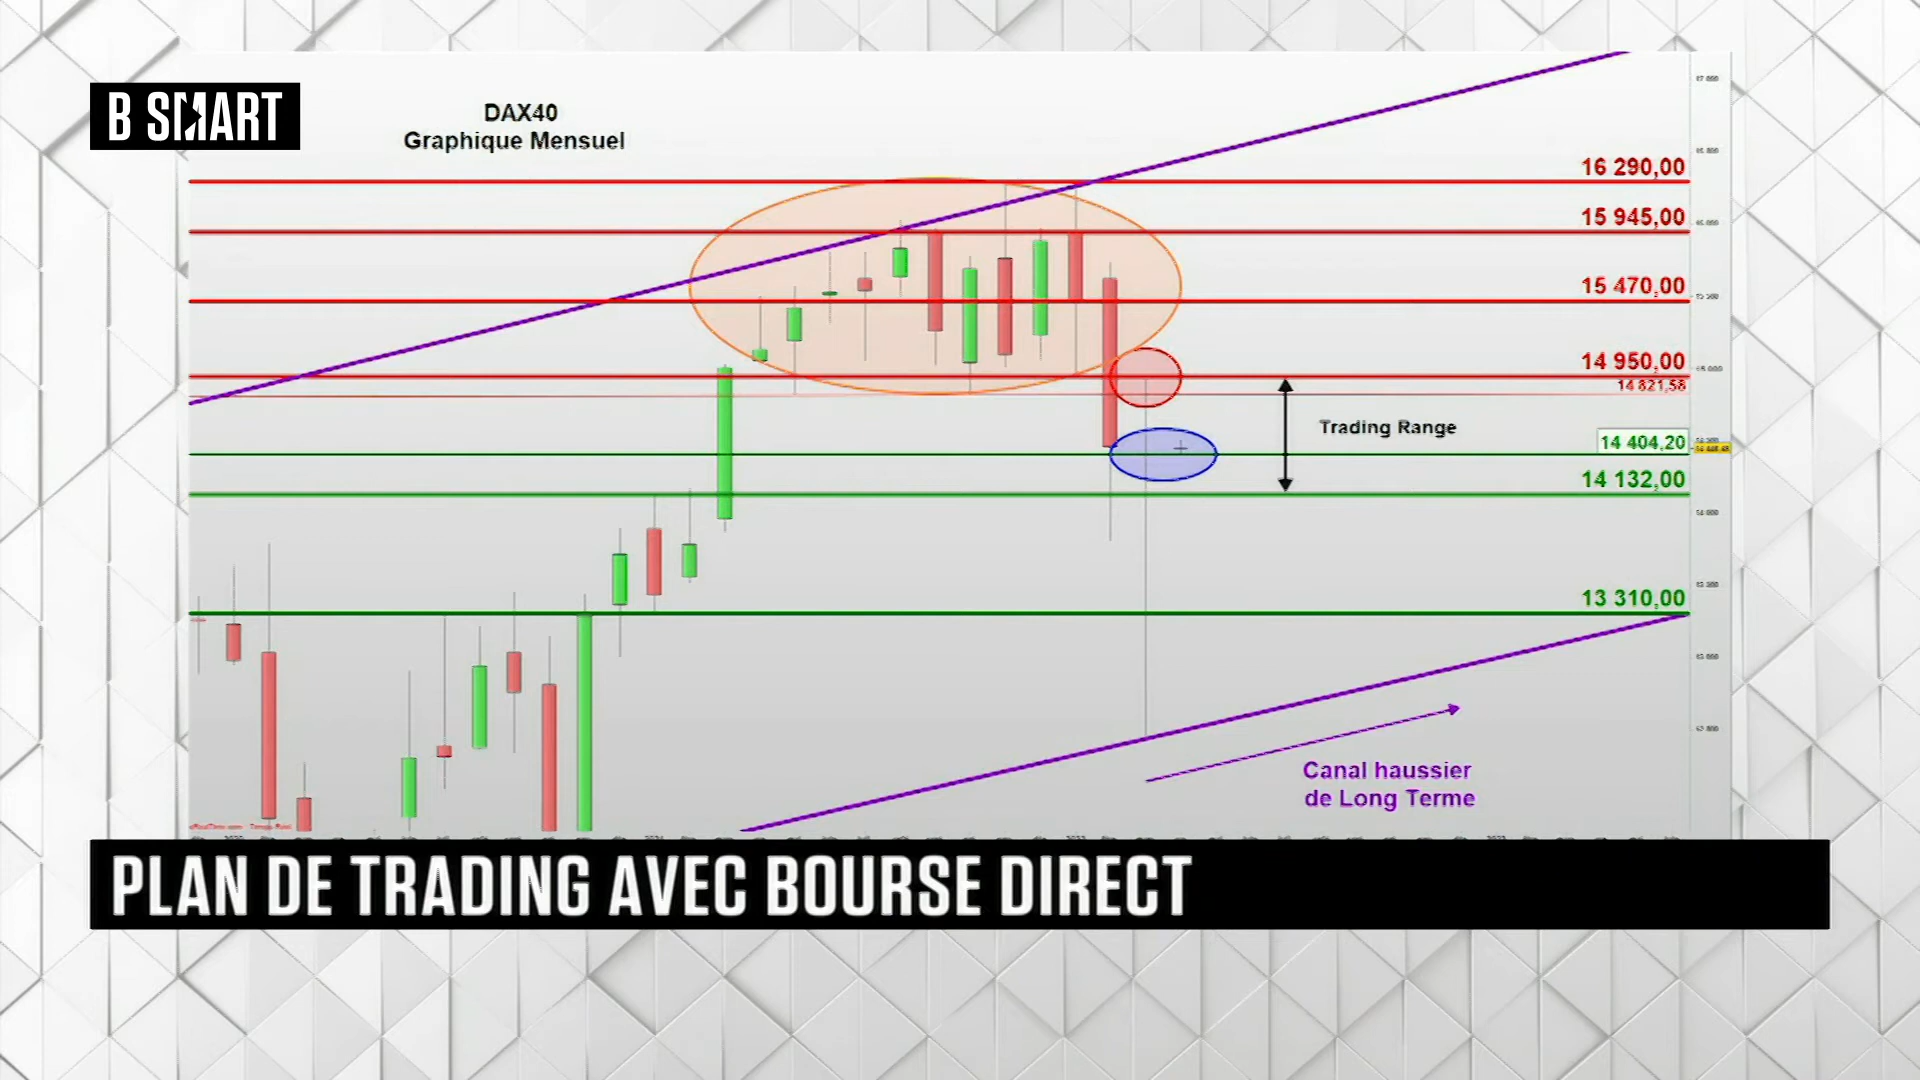 B SMART
DAX40
Graphique Mensuel
16 290,00
15 945,00
15 470,00
14 950,00
14 821,58
Trading Range
14 404,20
14 132,00
13 310,00
Canal haussier
de Long Terme
PLAN DE TRADING AVEC BOURSE DIRECT